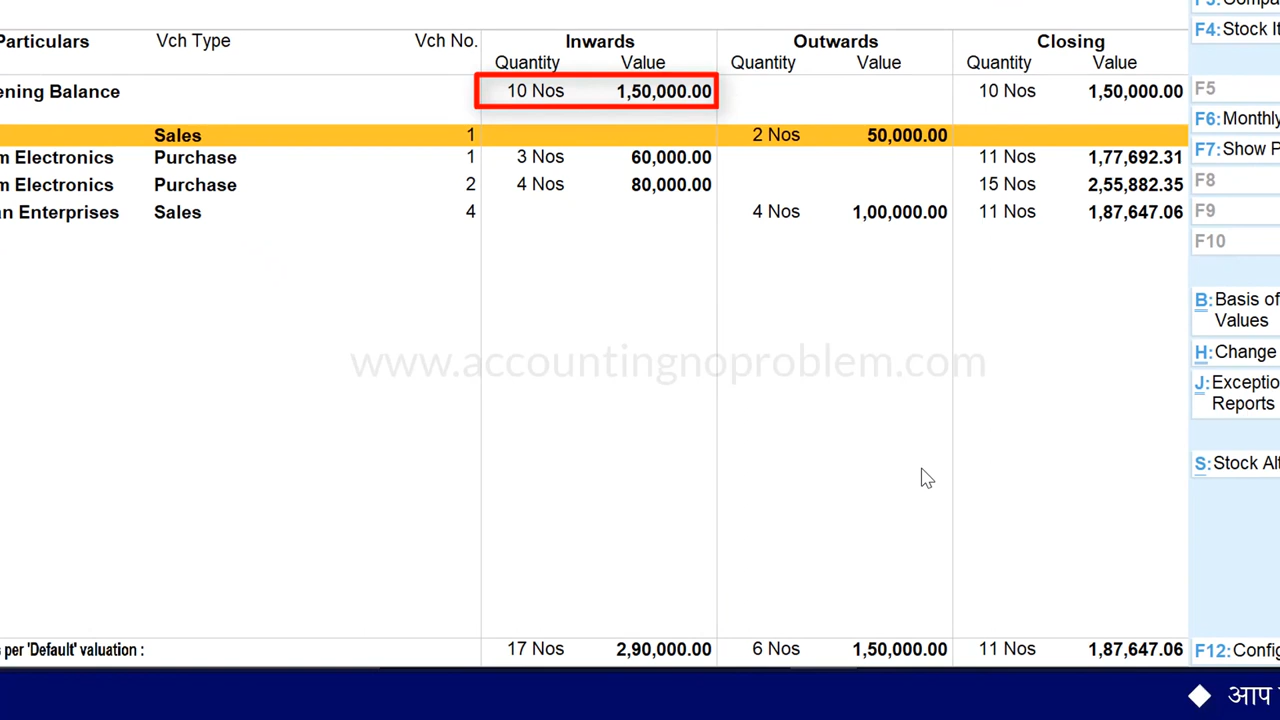 Particulars Vch Type Vch No. Inwards Outwards Closing
Quantity Value Quantity Value Quantity Value
ening Balance 10 Nos 1,50,000.00 10 Nos 1,50,000.00
Sales 1 2 Nos 50,000.00
m Electronics Purchase 1 3 Nos 60,000.00 11 Nos 1,77,692.31
m Electronics Purchase 2 4 Nos 80,000.00 15 Nos 2,55,882.35
an Enterprises Sales 4 4 Nos 1,00,000.00 11 Nos 1,87,647.06
www.accountingnoproblem.com
s per 'Default' valuation : 17 Nos 2,90,000.00 6 Nos 1,50,000.00 11 Nos 1,87,647.06
F4: Stock It
F5
F6: Monthly
F7: Show P
F8
F9
F10
B: Basis of
Values
H: Change
J: Exceptio
Reports
S: Stock Alt
F12: Config
◆ आप